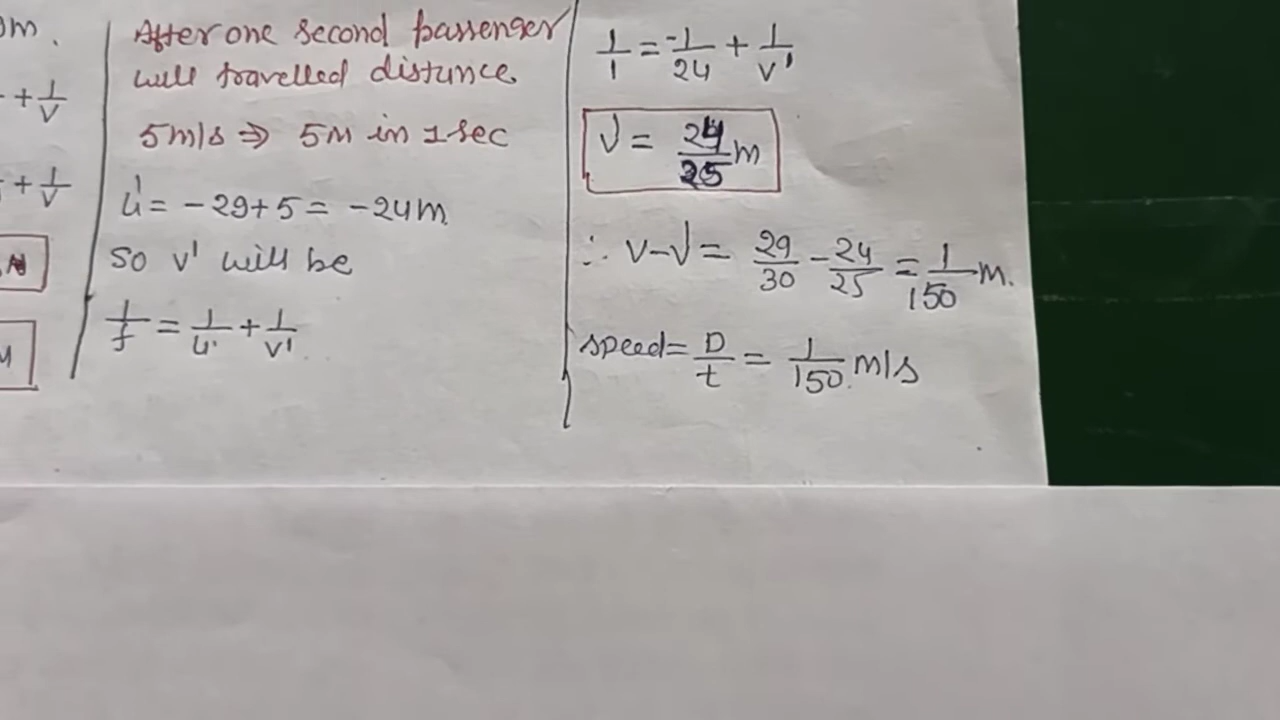 m.
+1/v
+1/v
After one second passenger
will travelled distance.
5m/s ⇒ 5m in 1 sec
u' = -29+5 = -24m
so v' will be
1/f = 1/u' + 1/v'
1/1 = -1/24 + 1/v'
v' = 24/25 m
∴ v-v' = 29/30 - 24/25 = 1/150 m.
speed = D/t = 1/150 m/s